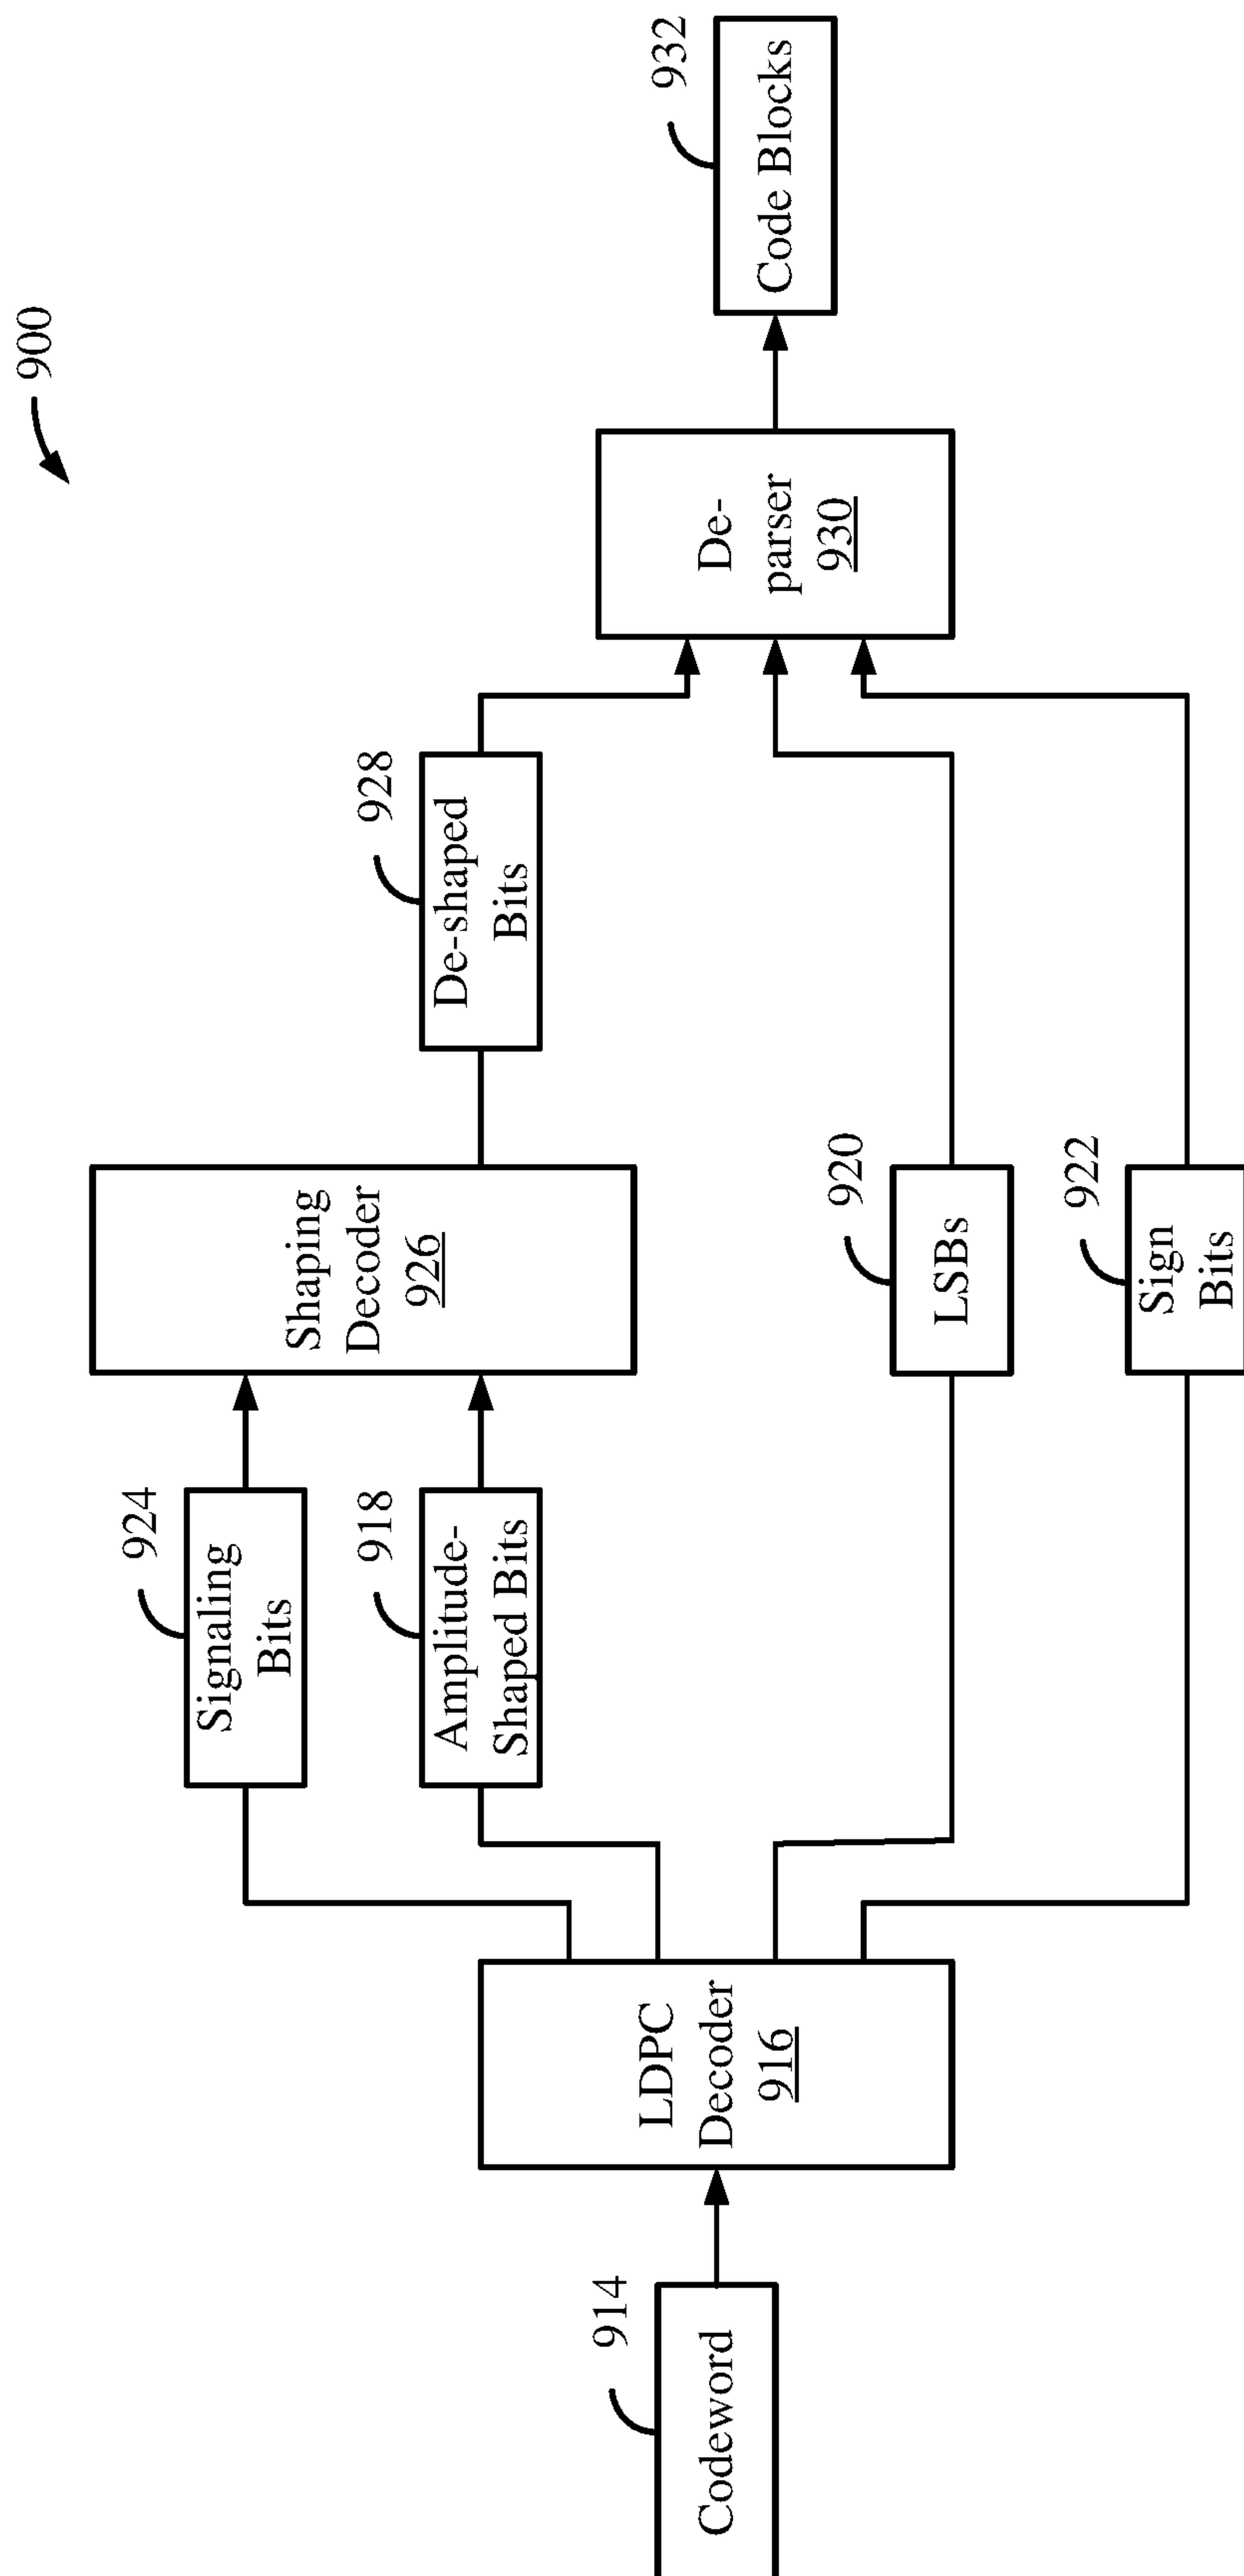 900
914
Codeword
LDPC
Decoder
916
924
Signaling
Bits
918
Amplitude-
Shaped Bits
Shaping
Decoder
926
920
LSBs
922
Sign
Bits
928
De-shaped
Bits
De-
parser
930
932
Code Blocks